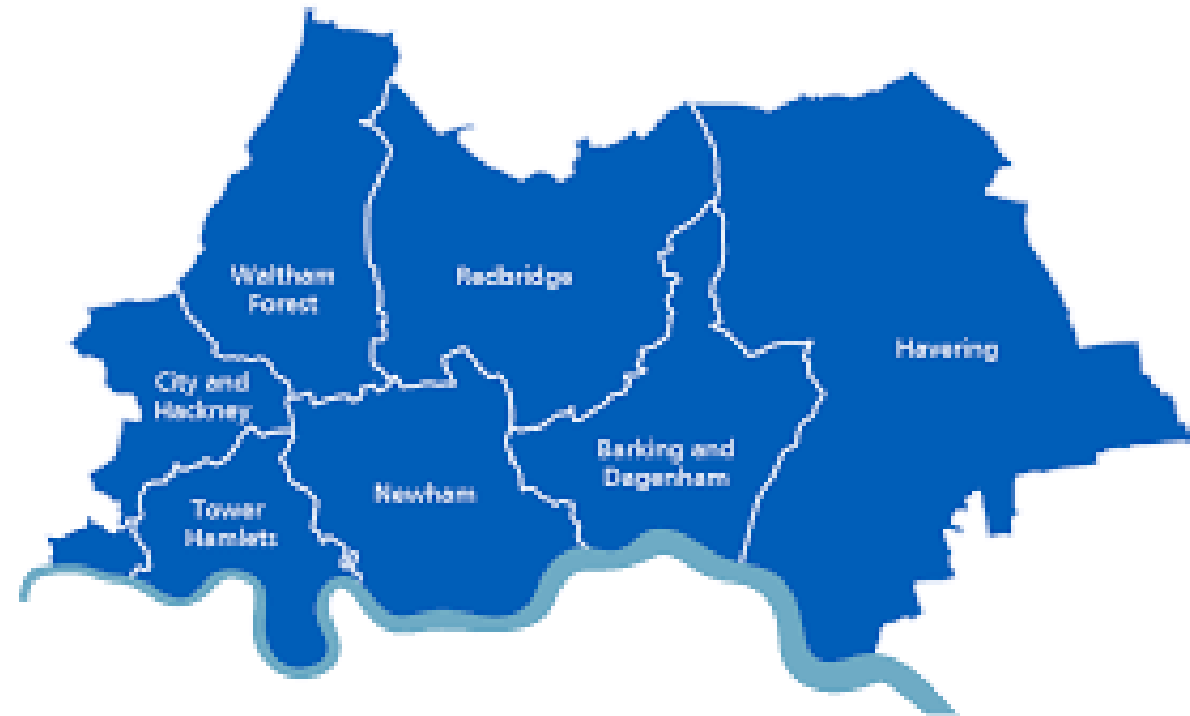 Waltham
Forest
Redbridge
Havering
City and
Hackney
Barking and
Dagenham
Newham
Tower
Hamlets